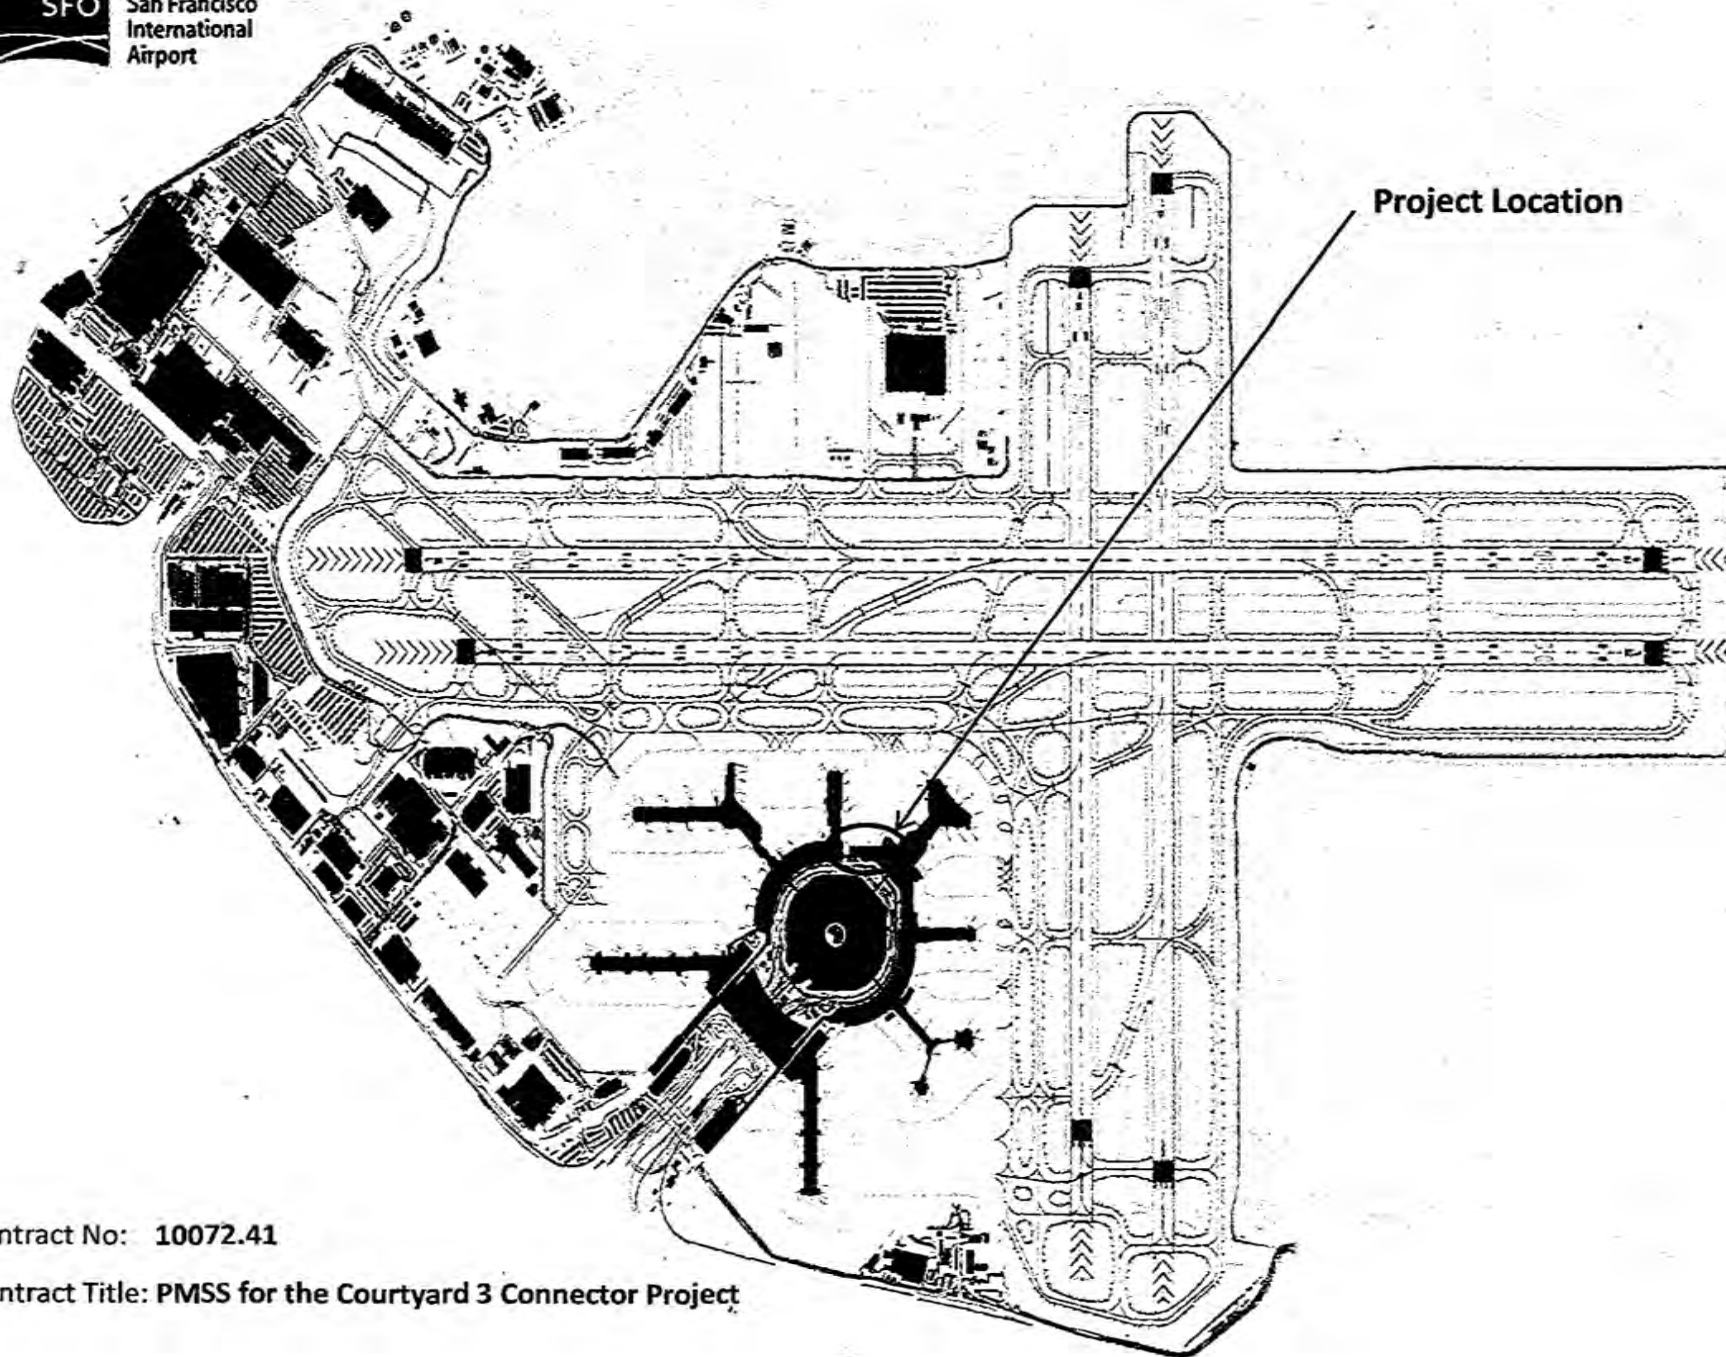 SFO
San Francisco
International
Airport
Project Location
ntract No: 10072.41
ntract Title: PMSS for the Courtyard 3 Connector Project